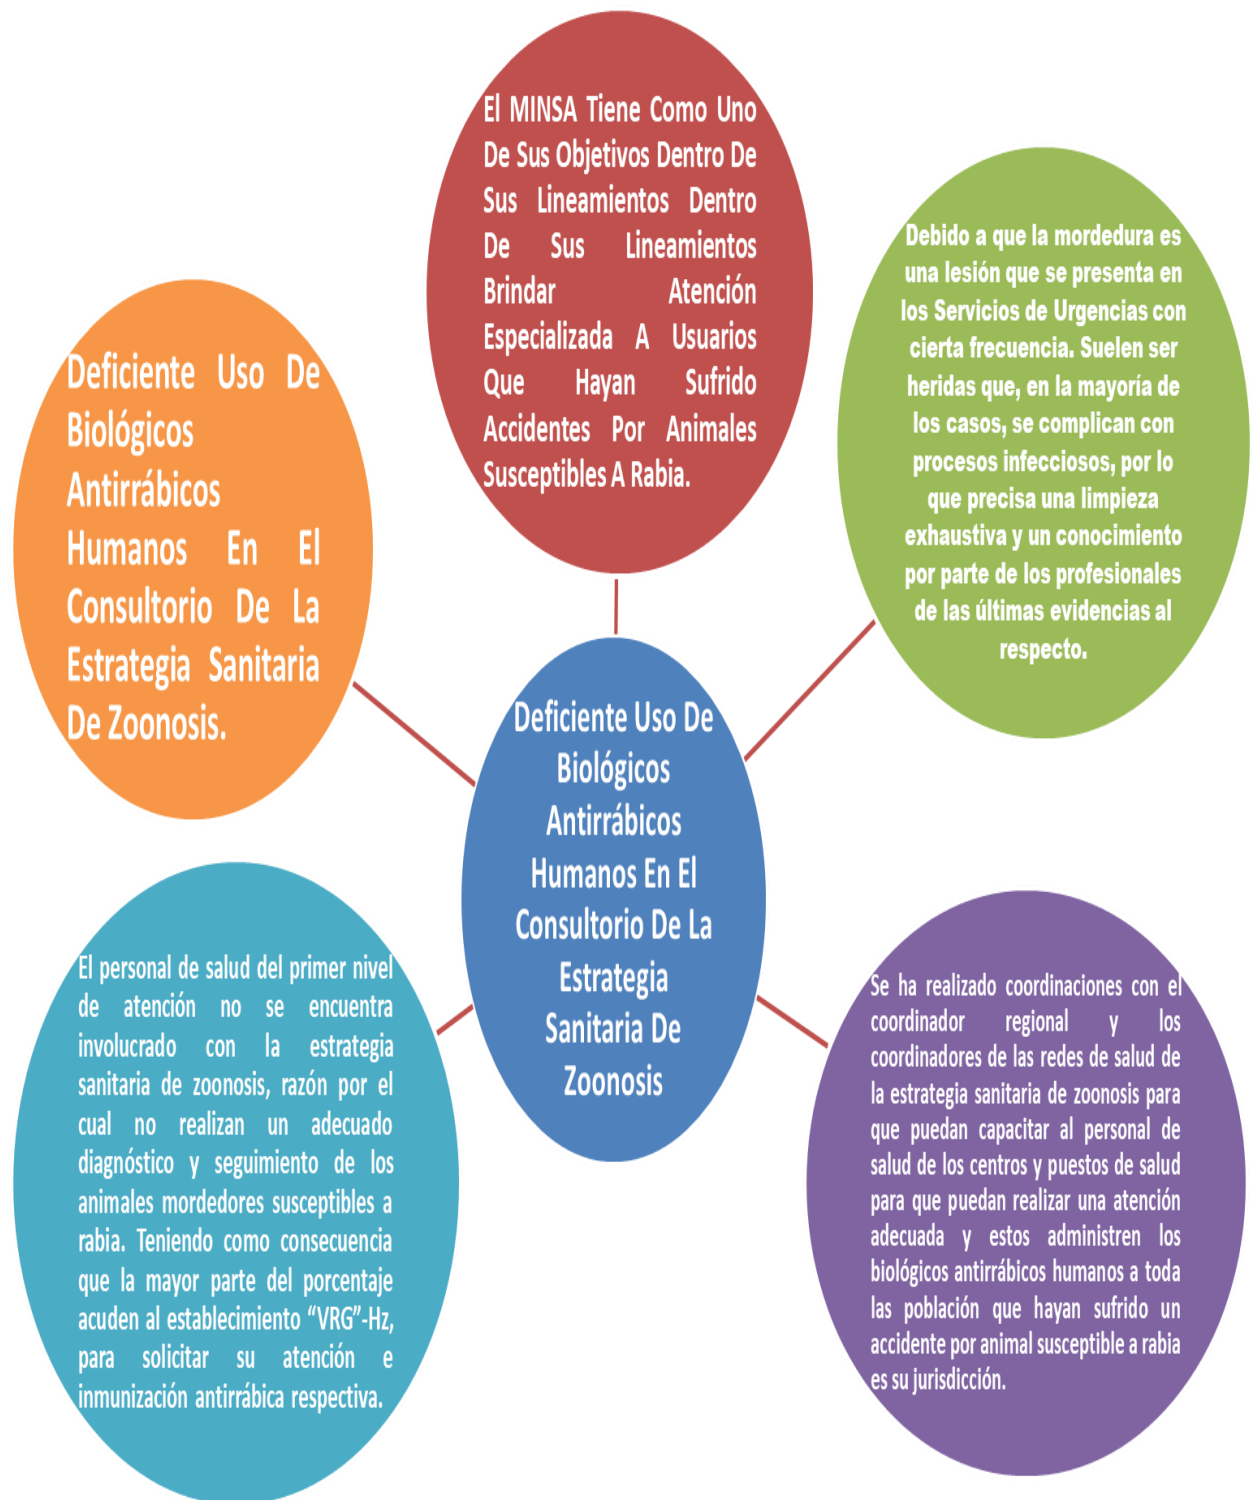 El MINSA Tiene Como Uno
De Sus Objetivos Dentro De
Sus Lineamientos Dentro
De Sus Lineamientos
Brindar Atención
Especializada A Usuarios
Que Hayan Sufrido
Accidentes Por Animales
Susceptibles A Rabia.
Debido a que la mordedura es
una lesión que se presenta en
los Servicios de Urgencias con
cierta frecuencia. Suelen ser
heridas que, en la mayoría de
los casos, se complican con
procesos infecciosos, por lo
que precisa una limpieza
exhaustiva y un conocimiento
por parte de los profesionales
de las últimas evidencias al
respecto.
Deficiente Uso De
Biológicos
Antirrábicos
Humanos En El
Consultorio De La
Estrategia Sanitaria
De Zoonosis.
Deficiente Uso De
Biológicos
Antirrábicos
Humanos En El
Consultorio De La
Estrategia
Sanitaria De
Zoonosis
El personal de salud del primer nivel
de atención no se encuentra
involucrado con la estrategia
sanitaria de zoonosis, razón por el
cual no realizan un adecuado
diagnóstico y seguimiento de los
animales mordedores susceptibles a
rabia. Teniendo como consecuencia
que la mayor parte del porcentaje
acuden al establecimiento “VRG”-Hz,
para solicitar su atención e
inmunización antirrábica respectiva.
Se ha realizado coordinaciones con el
coordinador regional y los
coordinadores de las redes de salud de
la estrategia sanitaria de zoonosis para
que puedan capacitar al personal de
salud de los centros y puestos de salud
para que puedan realizar una atención
adecuada y estos administren los
biológicos antirrábicos humanos a toda
las población que hayan sufrido un
accidente por animal susceptible a rabia
es su jurisdicción.